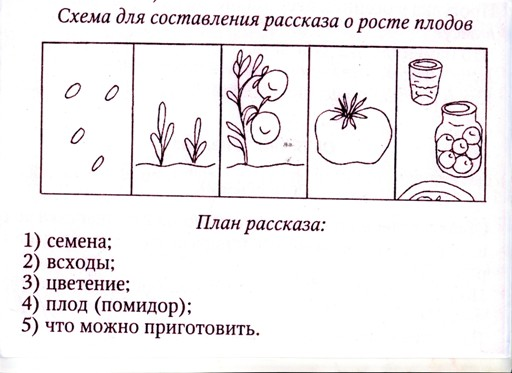 Схема для составления рассказа о росте плодов
План рассказа:
1) семена;
2) всходы;
3) цветение;
4) плод (помидор);
5) что можно приготовить.